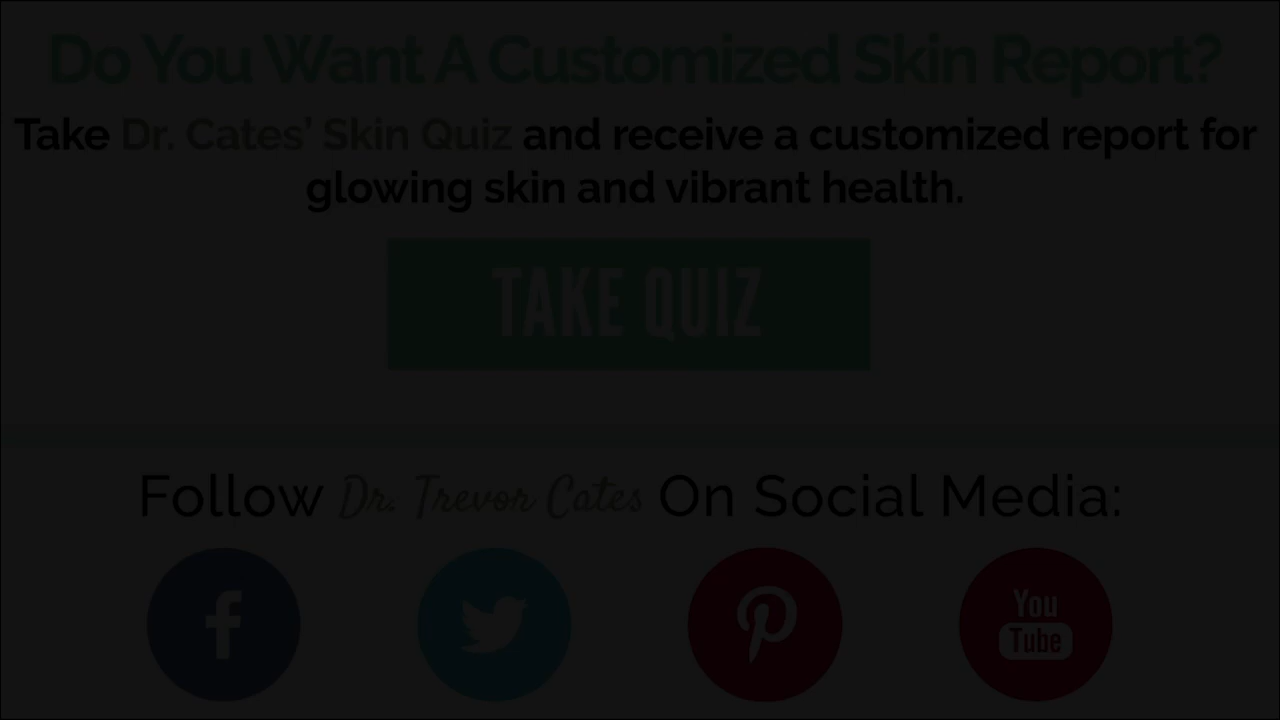 Do You Want A Customized Skin Report?
Take Dr. Cates’ Skin Quiz and receive a customized report for
glowing skin and vibrant health.
TAKE QUIZ
Follow Dr. Trevor Cates On Social Media:
You
Tube